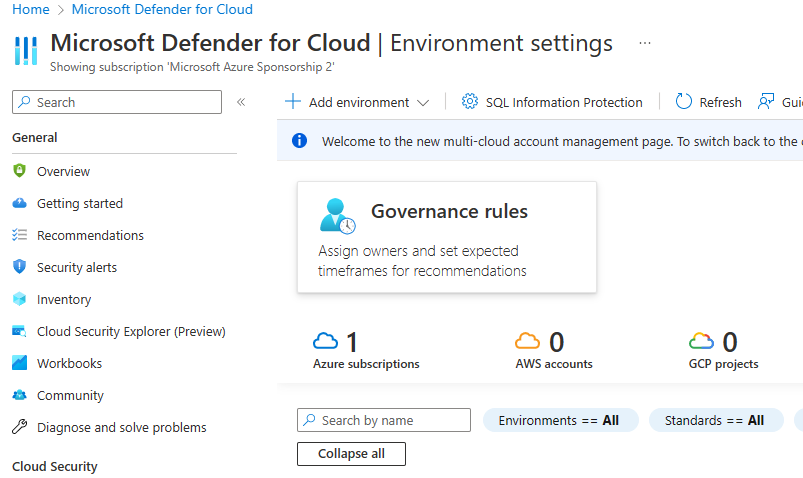 Home > Microsoft Defender for Cloud
Microsoft Defender for Cloud | Environment settings ...
Showing subscription 'Microsoft Azure Sponsorship 2'
Search «
General
Overview
Getting started
Recommendations
Security alerts
Inventory
Cloud Security Explorer (Preview)
Workbooks
Community
Diagnose and solve problems
Cloud Security
+ Add environment SQL Information Protection Refresh
Welcome to the new multi-cloud account management page. To switch back to the
Governance rules
Assign owners and set expected
timeframes for recommendations
1 0 0
Azure subscriptions AWS accounts GCP projects
Search by name Environments == All Standards == All
Collapse all